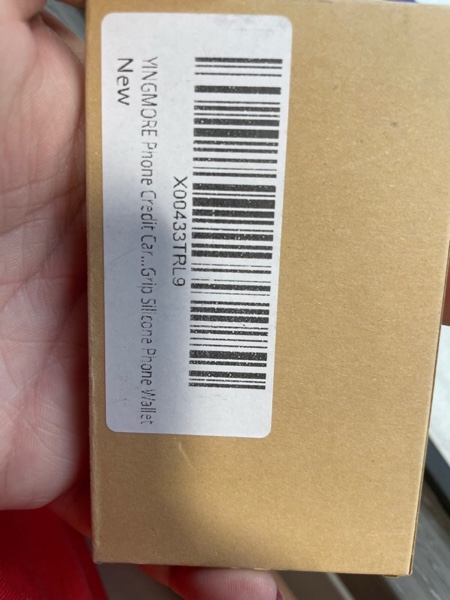 X00433TRL9
YINGMORE Phone Credit Car...Grip Silicone Phone Wallet
New